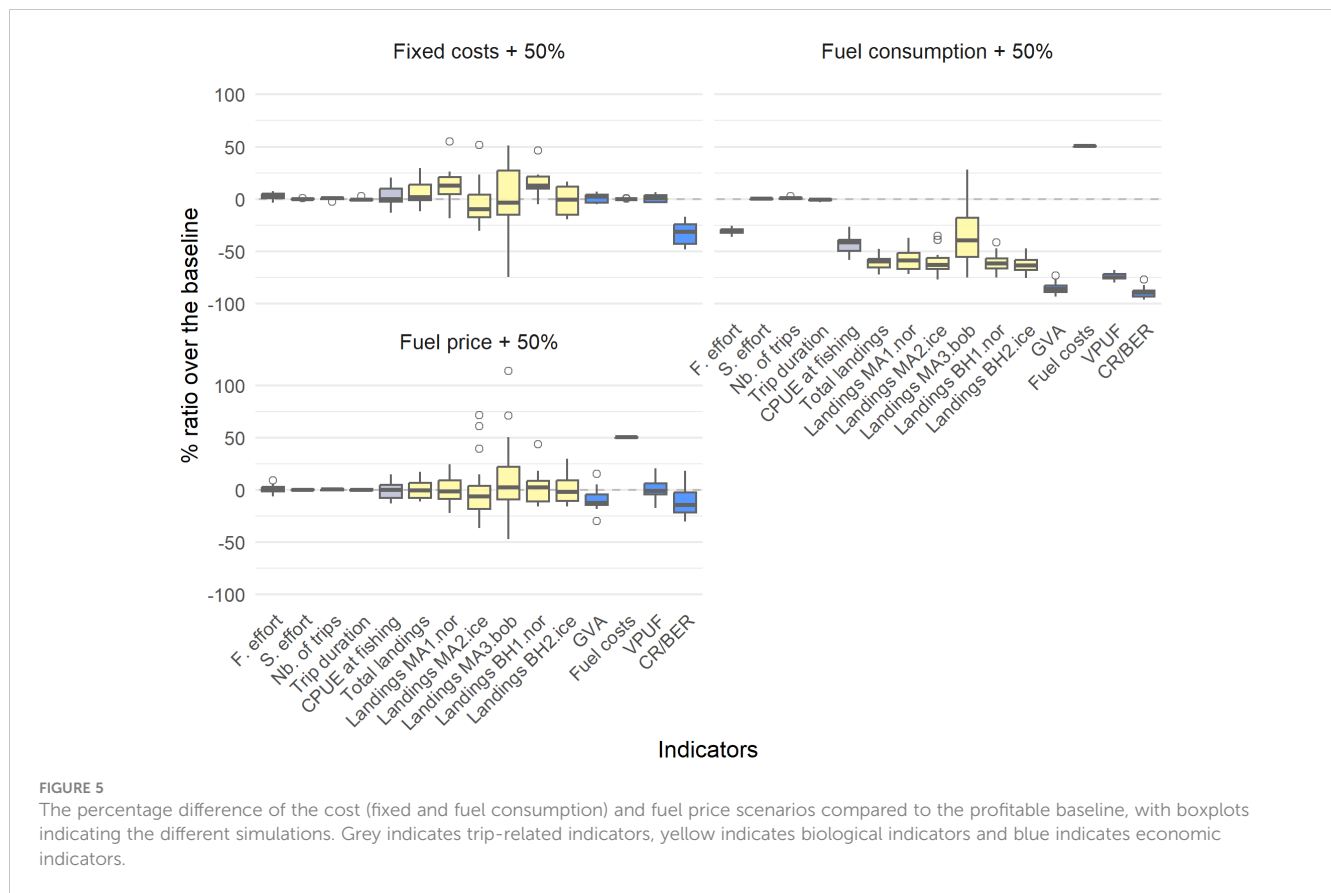 Fixed costs + 50%
Fuel consumption + 50%
100
50
0
-50
-100
% ratio over the baseline
F. effort
S. effort
Nb. of trips
Trip duration
CPUE at fishing
Total landings
Landings MA1.nor
Landings MA2.ice
Landings MA3.bob
Landings BH1.nor
Landings BH2.ice
GVA
Fuel costs
VPUF
CR/BER
Fuel price + 50%
100
50
0
-50
-100
F. effort
S. effort
Nb. of trips
Trip duration
CPUE at fishing
Total landings
Landings MA1.nor
Landings MA2.ice
Landings MA3.bob
Landings BH1.nor
Landings BH2.ice
GVA
Fuel costs
VPUF
CR/BER
Indicators
FIGURE 5
The percentage difference of the cost (fixed and fuel consumption) and fuel price scenarios compared to the profitable baseline, with boxplots
indicating the different simulations. Grey indicates trip-related indicators, yellow indicates biological indicators and blue indicates economic
indicators.